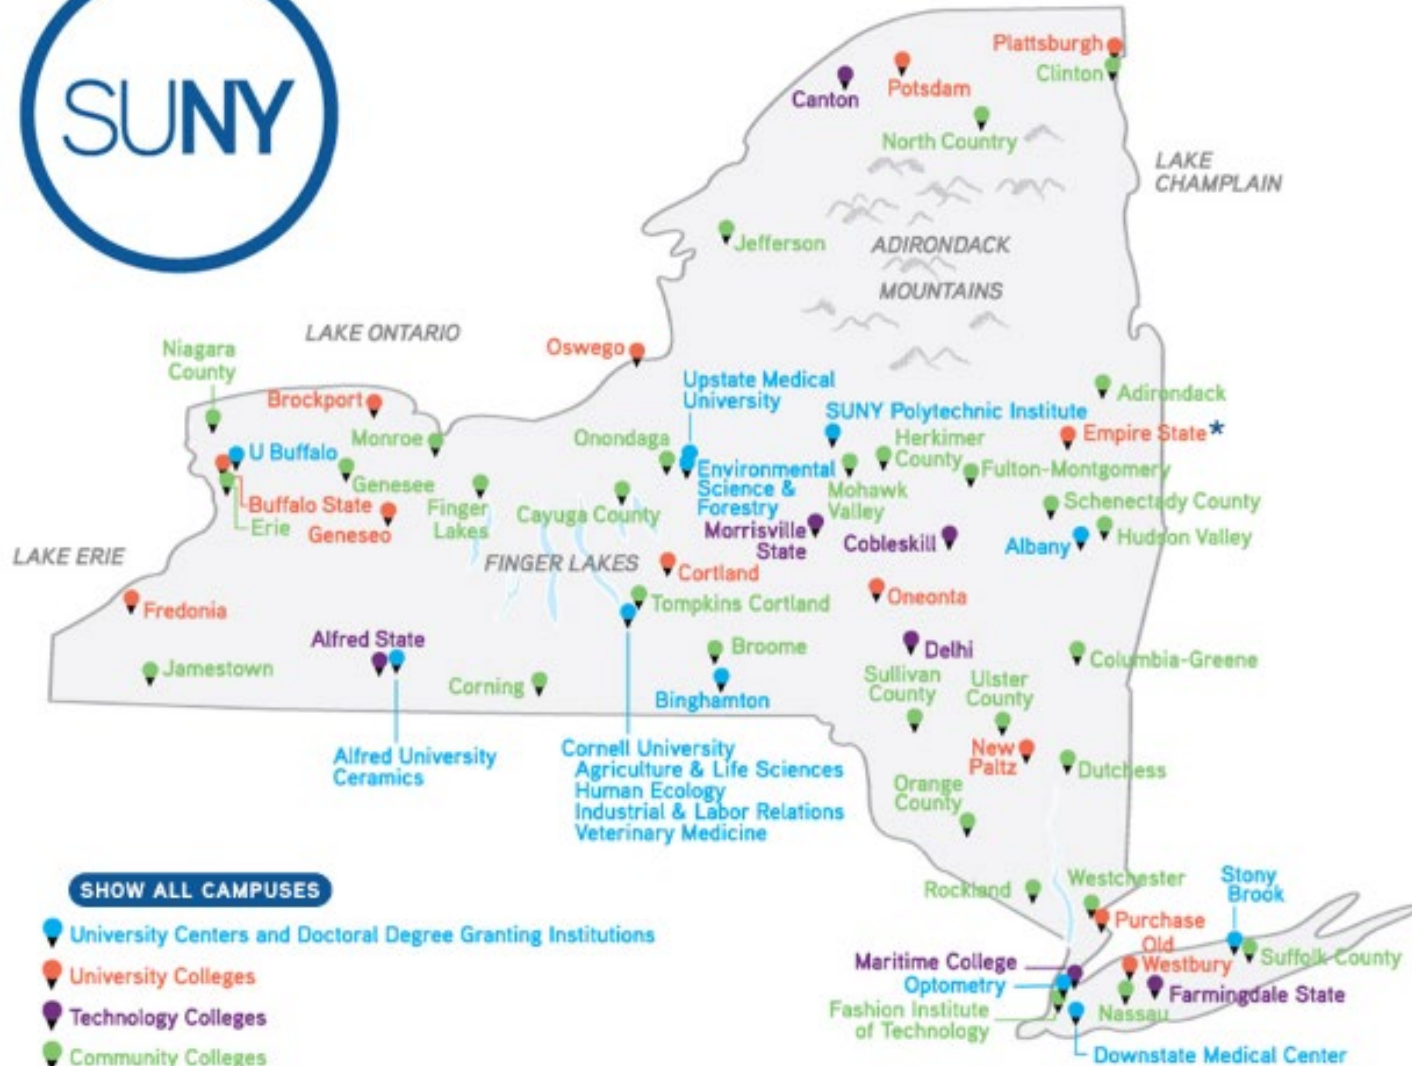 SUNY
Plattsburgh
Clinton
Potsdam
Canton
North Country
LAKE
CHAMPLAIN
Jefferson
ADIRONDACK
MOUNTAINS
LAKE ONTARIO
Oswego
Niagara
County
Brockport
Monroe
U Buffalo
Genesee
Buffalo State
Erie
Geneseo
Finger
Lakes
Onondaga
Cayuga County
Upstate Medical
University
Environmental
Science &
Forestry
SUNY Polytechnic Institute
Herkimer
County
Mohawk
Valley
Adirondack
Empire State*
Fulton-Montgomery
Schenectady County
Morrisville
State
Cobleskill
Albany
Hudson Valley
LAKE ERIE
FINGER LAKES
Cortland
Tompkins Cortland
Oneonta
Fredonia
Jamestown
Alfred State
Corning
Broome
Binghamton
Delhi
Columbia-Greene
Sullivan
County
Ulster
County
New
Paltz
Dutchess
Orange
County
Alfred University
Ceramics
Cornell University
Agriculture & Life Sciences
Human Ecology
Industrial & Labor Relations
Veterinary Medicine
Rockland
Westchester
Purchase
Stony
Brook
Old
Westbury
Suffolk County
Maritime College
Optometry
Fashion Institute
of Technology
Nassau
Farmingdale State
Downstate Medical Center
SHOW ALL CAMPUSES
University Centers and Doctoral Degree Granting Institutions
University Colleges
Technology Colleges
Community Colleges